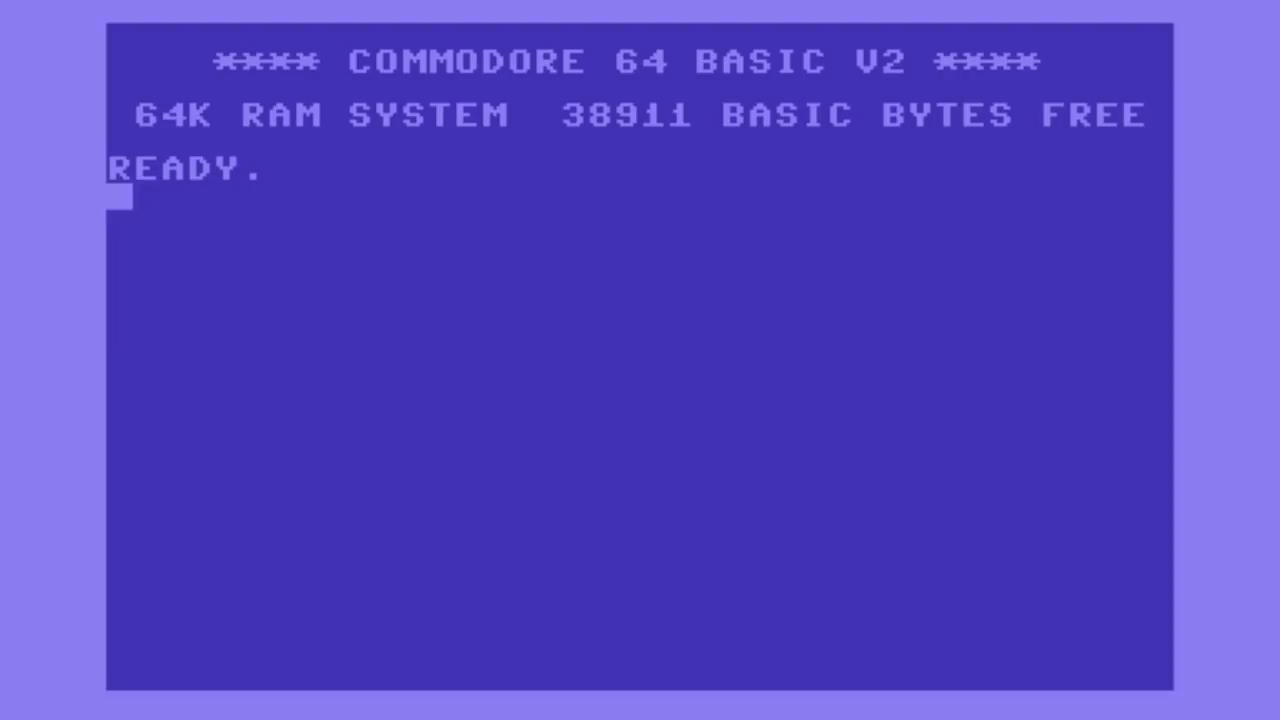 **** COMMODORE 64 BASIC V2 ****
64K RAM SYSTEM  38911 BASIC BYTES FREE
READY.